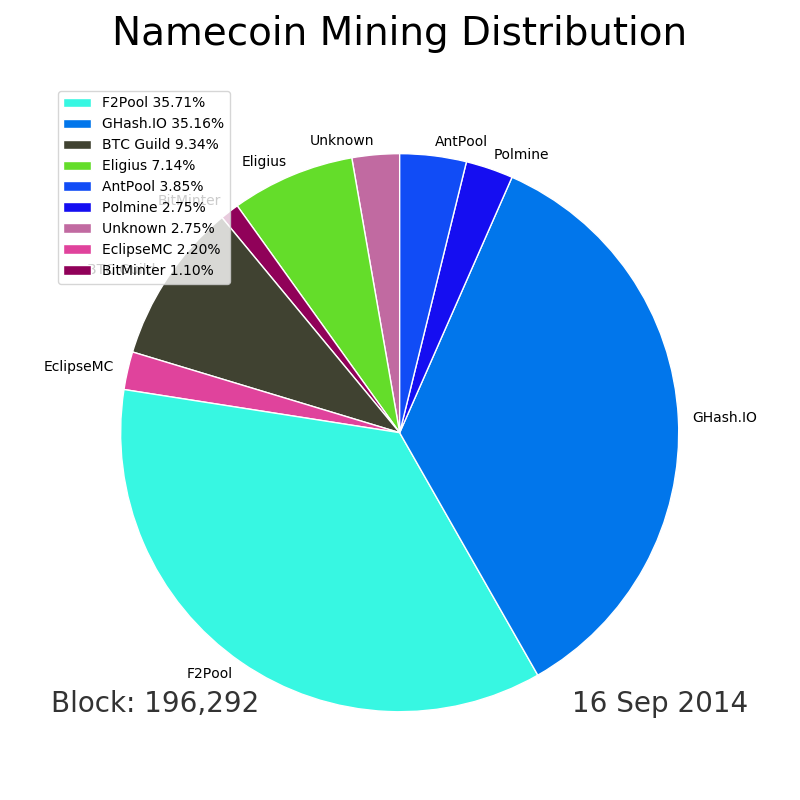 Namecoin Mining Distribution
F2Pool 35.71%
GHash.IO 35.16%
BTC Guild 9.34%
Eligius 7.14%
AntPool 3.85%
Polmine 2.75%
Unknown 2.75%
EclipseMC 2.20%
BitMinter 1.10%
Unknown
AntPool
Polmine
Eligius
BitMinter
EclipseMC
GHash.IO
F2Pool
Block: 196,292
16 Sep 2014